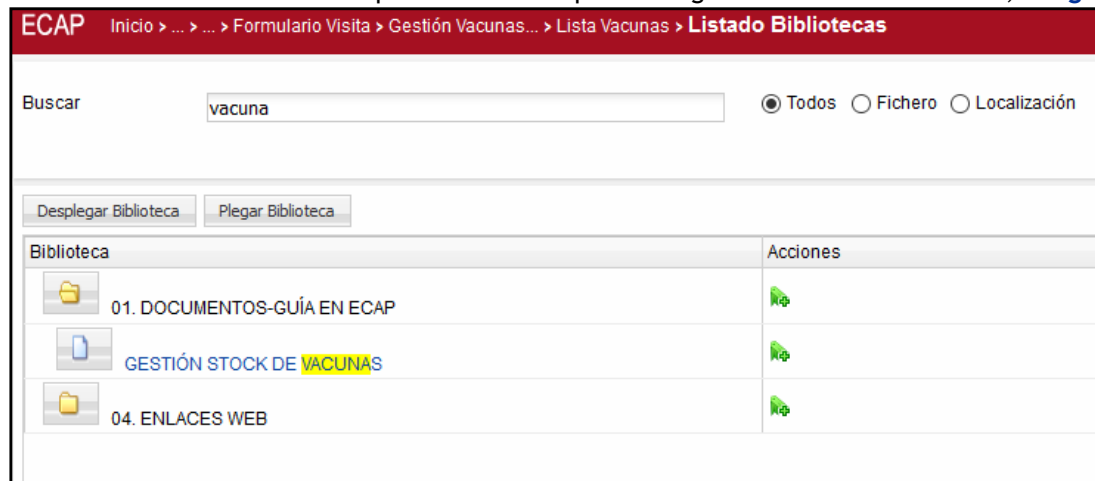 ECAP Inicio > ... > ... > Formulario Visita > Gestión Vacunas... > Lista Vacunas > Listado Bibliotecas
Buscar vacuna Todos Fichero Localización
Desplegar Biblioteca Plegar Biblioteca
Biblioteca Acciones
01. DOCUMENTOS-GUÍA EN ECAP
GESTIÓN STOCK DE VACUNAS
04. ENLACES WEB